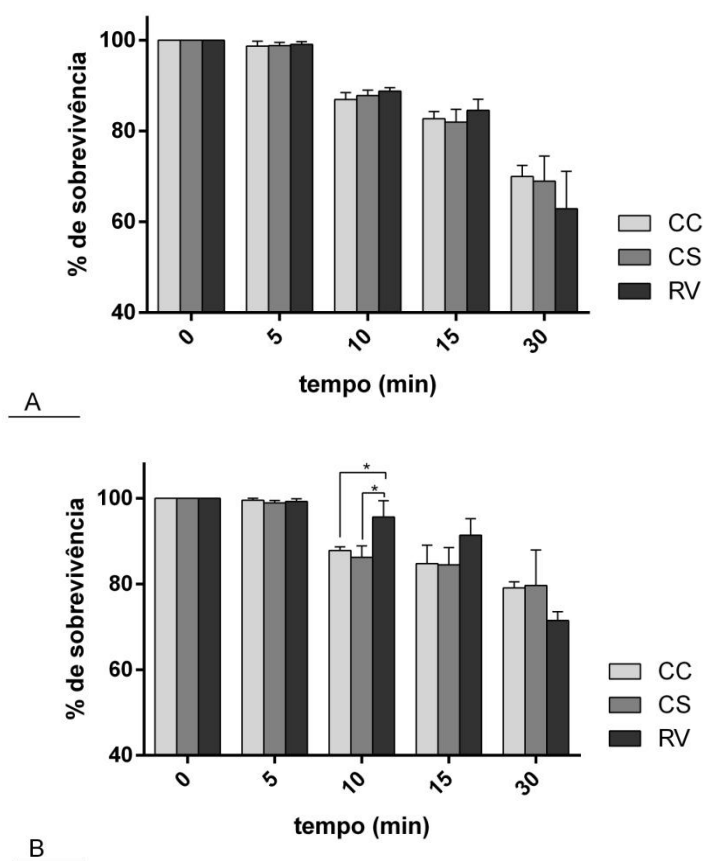 % de sobrevivência
100
80
60
40
0
5
10
15
30
tempo (min)
CC
CS
RV
A
% de sobrevivência
100
80
60
40
*
*
0
5
10
15
30
tempo (min)
CC
CS
RV
B